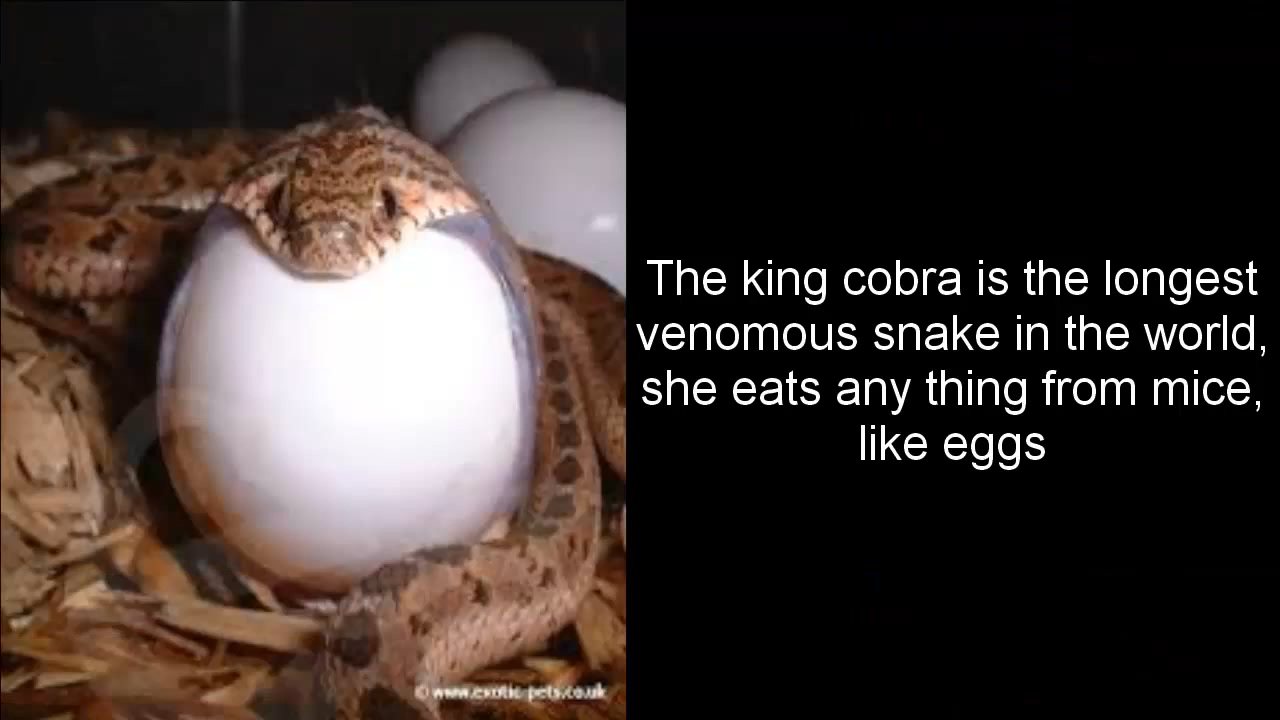 The king cobra is the longest
venomous snake in the world,
she eats any thing from mice,
like eggs
© www.exotic-pets.co.uk